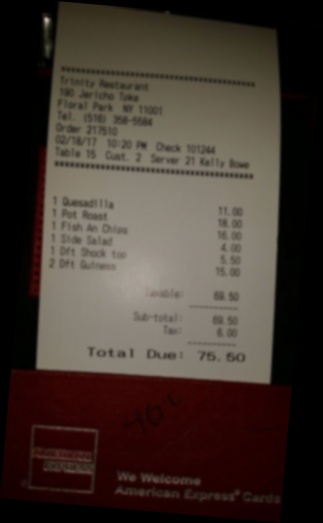 Trinity Restaurant
190 Jericho Toke
Floral Park NY 11001
Tel. (516) 358-5584
Order 217610
02/18/17 10:20 PM Check 101244
Table 15 Cust. 2 Server 21 Kelly Bowe
1 Quesadilla 11.00
1 Pot Roast 18.00
1 Fish An Chips 16.00
1 Side Salad 4.00
1 Dft Shock top 5.50
2 Dft Guiness 15.00
Taxable: 69.50
Sub-total: 69.50
Tax: 6.00
Total Due: 75.50
AMERICAN EXPRESS
We Welcome
American Express® Cards